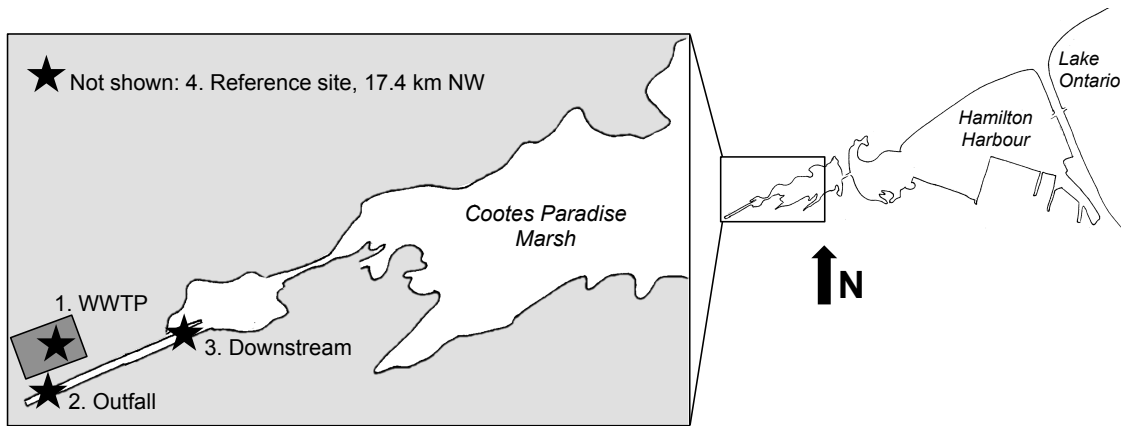 Not shown: 4. Reference site, 17.4 km NW
Lake
Ontario
Hamilton
Harbour
Cootes Paradise
Marsh
1. WWTP
3. Downstream
2. Outfall
N